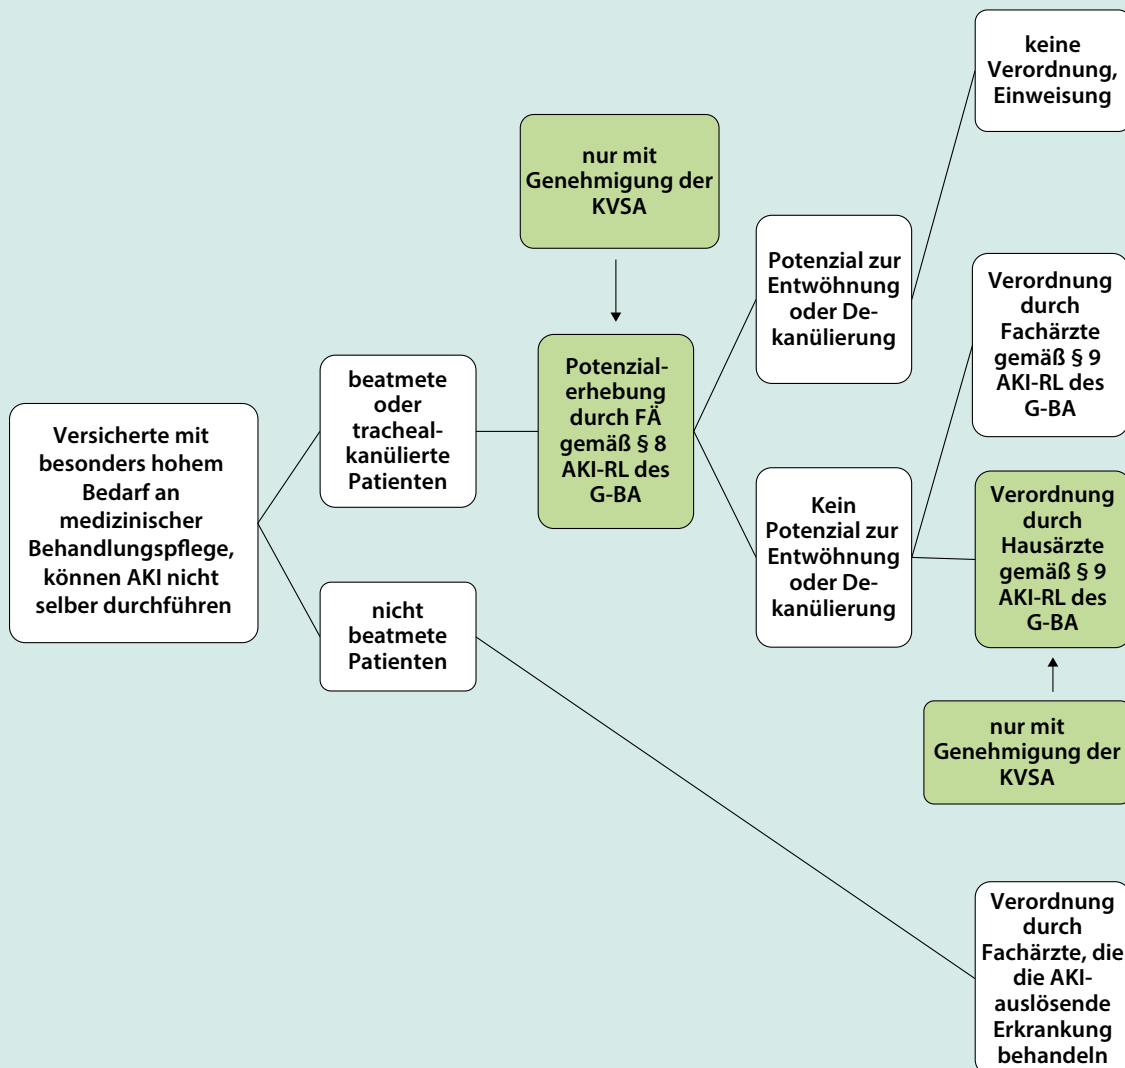 Versicherte mit
besonders hohem
Bedarf an
medizinischer
Behandlungspflege,
können AKI nicht
selber durchführen
beatmete
oder
tracheal-
kanülierte
Patienten
nicht
beatmete
Patienten
nur mit
Genehmigung der
KVSA
Potenzial-
erhebung
durch FÄ
gemäß § 8
AKI-RL des
G-BA
Potenzial zur
Entwöhnung
oder De-
kanülierung
Kein
Potenzial zur
Entwöhnung
oder De-
kanülierung
keine
Verordnung,
Einweisung
Verordnung
durch
Fachärzte
gemäß § 9
AKI-RL des
G-BA
Verordnung
durch
Hausärzte
gemäß § 9
AKI-RL des
G-BA
nur mit
Genehmigung der
KVSA
Verordnung
durch
Fachärzte, die
die AKI-
auslösende
Erkrankung
behandeln